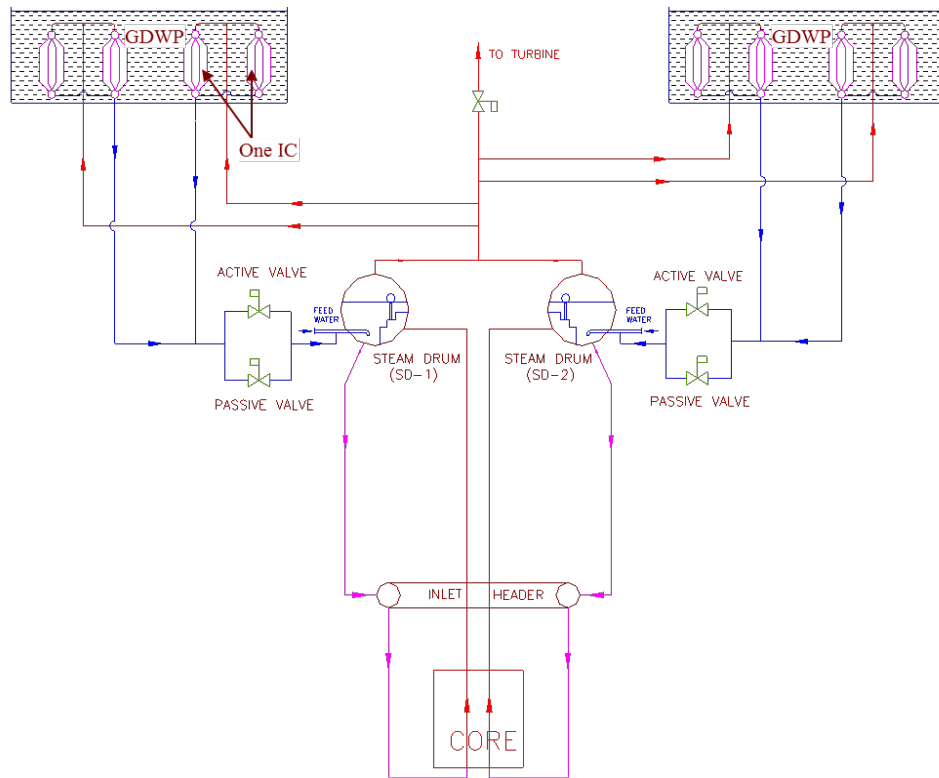 GDWP
GDWP
TO TURBINE
One IC
ACTIVE VALVE
ACTIVE VALVE
FEED
WATER
FEED
WATER
STEAM DRUM
(SD-1)
STEAM DRUM
(SD-2)
PASSIVE VALVE
PASSIVE VALVE
INLET
HEADER
CORE